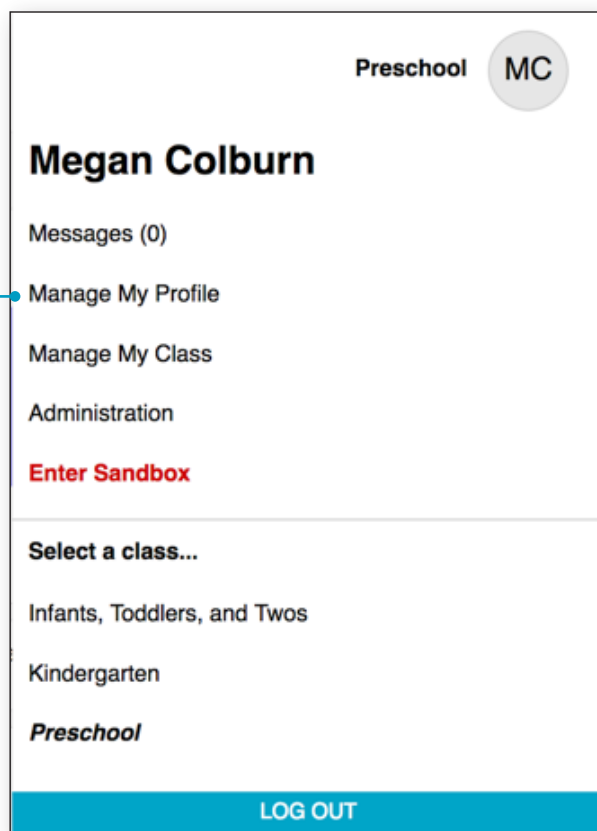 Preschool MC
Megan Colburn
Messages (0)
Manage My Profile
Manage My Class
Administration
Enter Sandbox
Select a class...
Infants, Toddlers, and Twos
Kindergarten
Preschool
LOG OUT